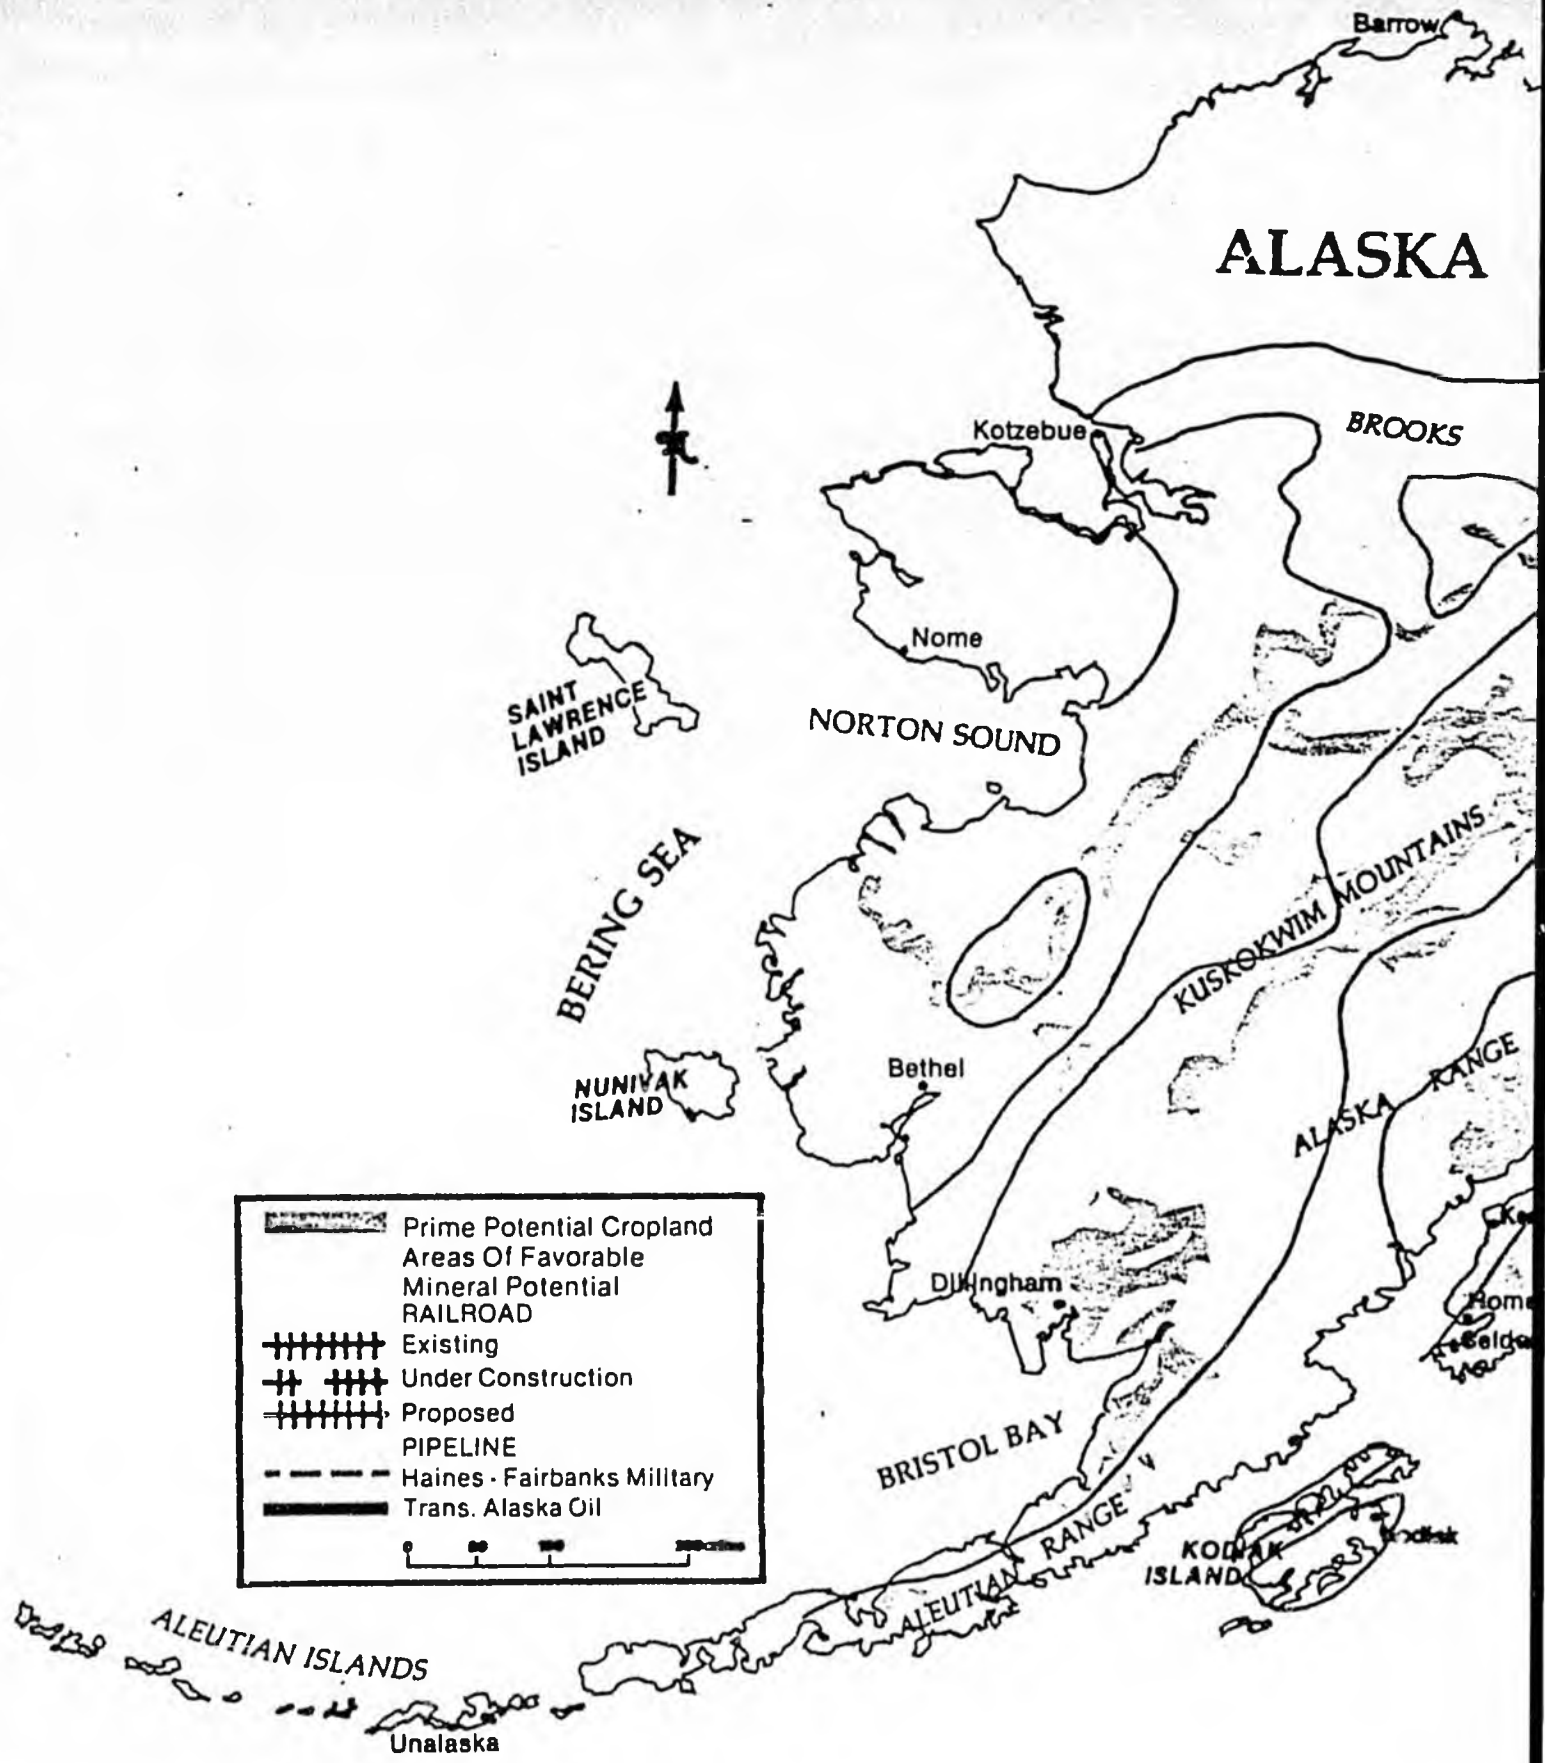 Barrow
ALASKA
BROOKS
Kotzebue
Nome
SAINT
LAWRENCE
ISLAND
NORTON SOUND
BERING SEA
KUSKOKWIM MOUNTAINS
NUNIVAK
ISLAND
Bethel
ALASKA RANGE
Prime Potential Cropland
Areas Of Favorable
Mineral Potential
RAILROAD
Existing
Under Construction
Proposed
PIPELINE
Haines - Fairbanks Military
Trans. Alaska Oil
0
Dillingham
BRISTOL BAY
ALEUTIAN RANGE
KODIAK
ISLAND
ALEUTIAN ISLANDS
Unalaska